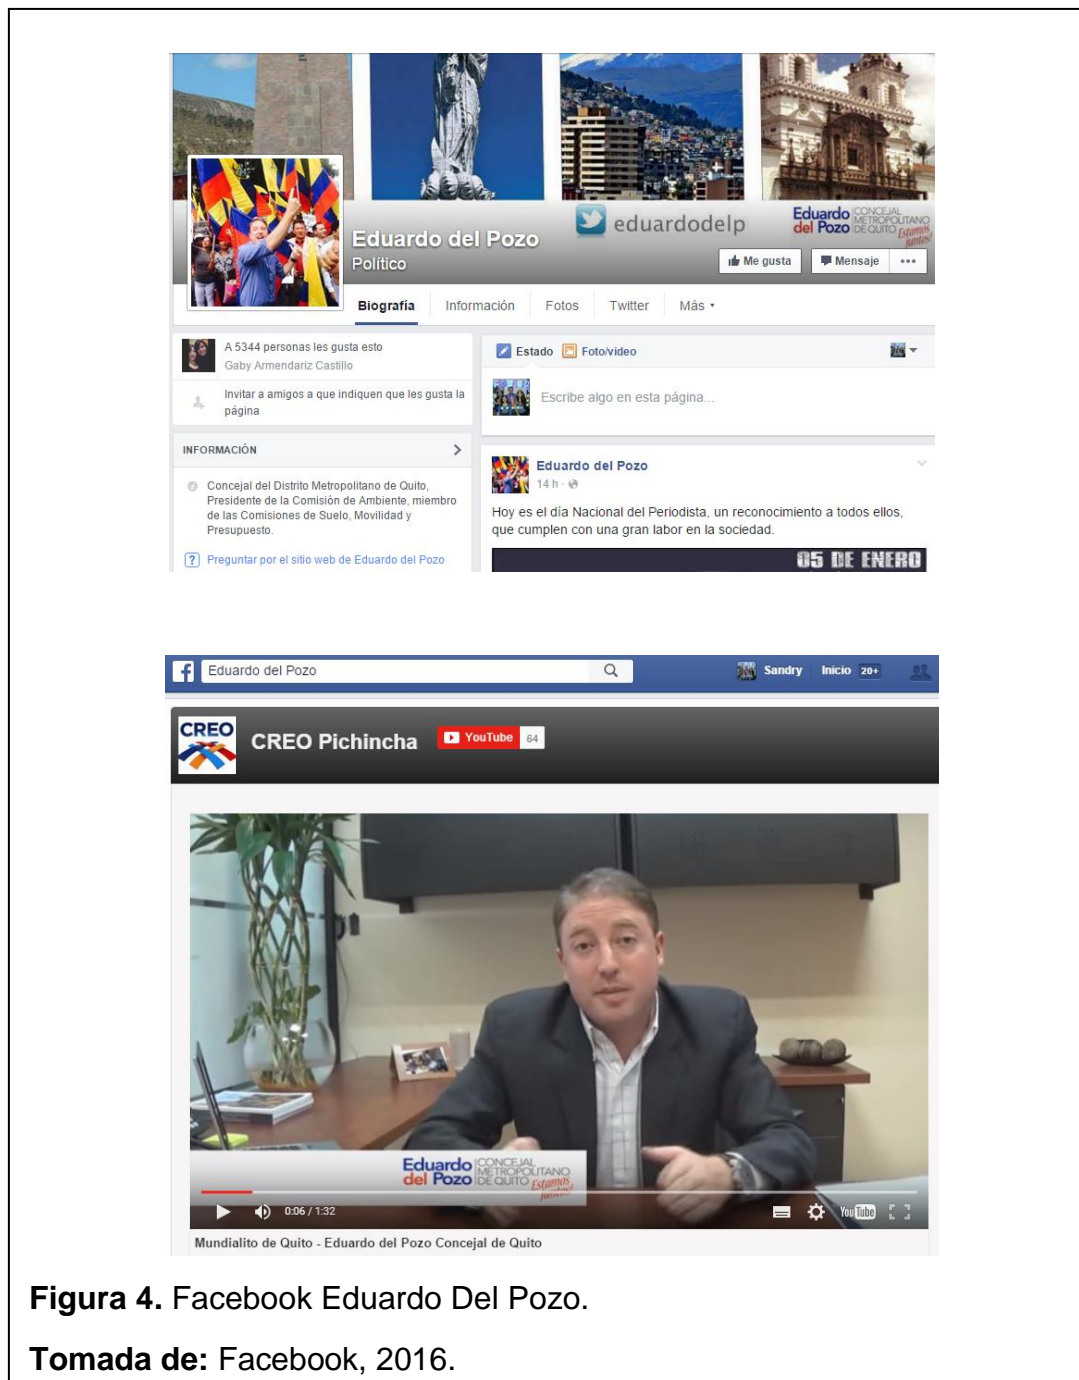 Eduardo del Pozo
Político
eduardodelp
Eduardo del Pozo
CONCEJAL METROPOLITANO DE QUITO
Estamos juntos!
Me gusta
Mensaje
Biografía Información Fotos Twitter Más
A 5344 personas les gusta esto
Gaby Armendariz Castillo
Invitar a amigos a que indiquen que les gusta la
página
INFORMACIÓN
Concejal del Distrito Metropolitano de Quito,
Presidente de la Comisión de Ambiente, miembro
de las Comisiones de Suelo, Movilidad y
Presupuesto.
? Preguntar por el sitio web de Eduardo del Pozo
Estado Foto/video
Escribe algo en esta página...
Eduardo del Pozo
14 h ·
Hoy es el día Nacional del Periodista, un reconocimiento a todos ellos,
que cumplen con una gran labor en la sociedad.
05 DE ENERO
f Eduardo del Pozo
Sandry Inicio 20+
CREO
CREO Pichincha YouTube 64
Eduardo del Pozo
CONCEJAL METROPOLITANO DE QUITO
Estamos juntos!
0:06 / 1:32
YouTube
Mundialito de Quito - Eduardo del Pozo Concejal de Quito
Figura 4. Facebook Eduardo Del Pozo.
Tomada de: Facebook, 2016.